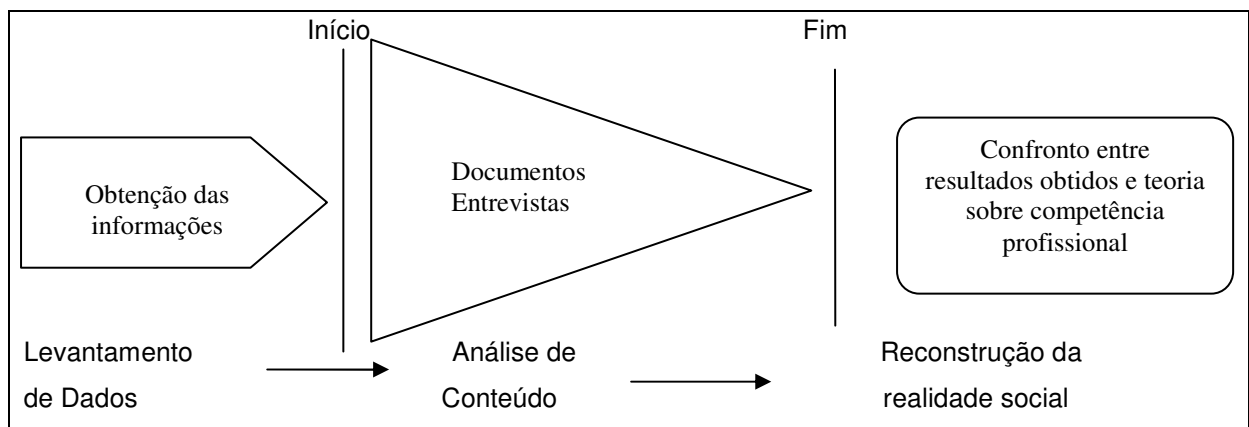 Início
Fim
Obtenção das
informações
Documentos
Entrevistas
Confronto entre
resultados obtidos e teoria
sobre competência
profissional
Levantamento
de Dados
Análise de
Conteúdo
Reconstrução da
realidade social